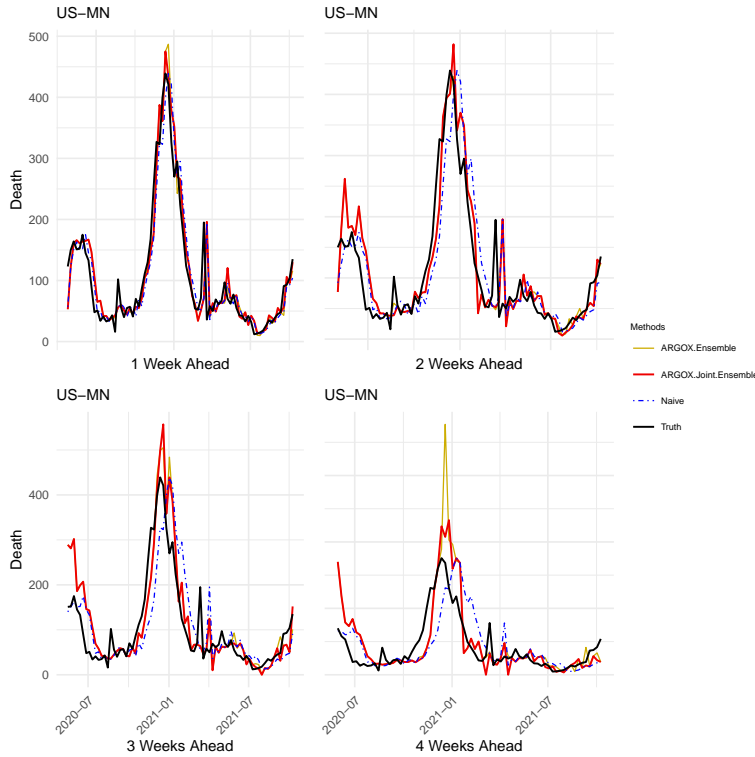 US−MN
US−MN
500
400
300
200
100
0
Death
1 Week Ahead
2 Weeks Ahead
Methods
ARGOX.Ensemble
ARGOX.Joint.Ensemble
Naive
Truth
US−MN
US−MN
400
200
0
Death
2020−07
2021−01
2021−07
2020−07
2021−01
2021−07
3 Weeks Ahead
4 Weeks Ahead